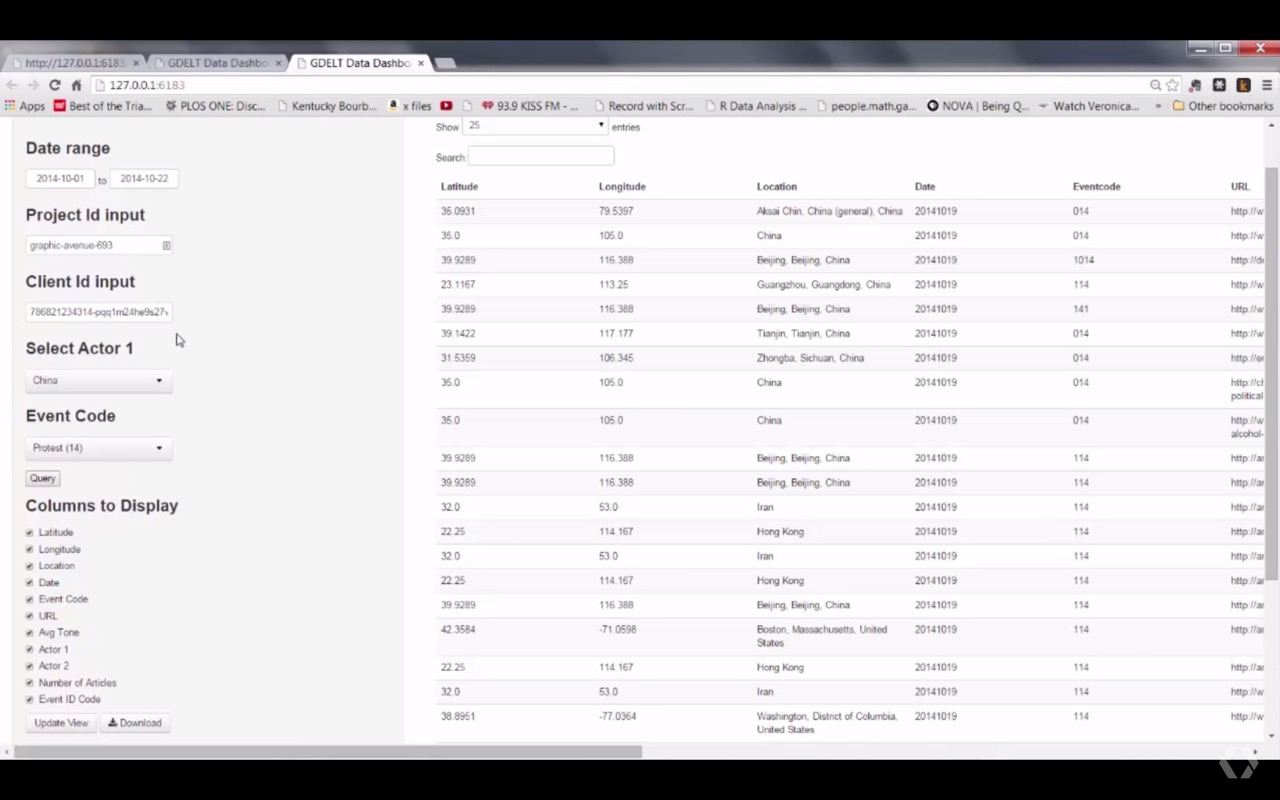 http://127.0.0.1:6183
GDELT Data Dashbo
GDELT Data Dashbo
127.0.0.1:6183
Apps
Best of the Tria...
PLOS ONE: Disc...
Kentucky Bourb...
x files
93.9 KISS FM - ...
Record with Scr...
R Data Analysis ...
people.math.ga...
NOVA | Being Q...
Watch Veronica...
»
Other bookmarks
Date range
2014-10-01 to 2014-10-22
Project Id input
graphic-avenue-693
Client Id input
786821234314-pqq1m24he9s27v
Select Actor 1
China
Event Code
Protest (14)
Query
Columns to Display
Latitude
Longitude
Location
Date
Event Code
URL
Avg Tone
Actor 1
Actor 2
Number of Articles
Event ID Code
Update View
Download
Show 25 entries
Search:
Latitude Longitude Location Date Eventcode URL
35.0931 79.5397 Aksai Chin, China (general), China 20141019 014 http://w
35.0 105.0 China 20141019 014 http://w
39.9289 116.388 Beijing, Beijing, China 20141019 1014 http://de
23.1167 113.25 Guangzhou, Guangdong, China 20141019 114 http://w
39.9289 116.388 Beijing, Beijing, China 20141019 141 http://w
39.1422 117.177 Tianjin, Tianjin, China 20141019 014 http://w
31.5359 106.345 Zhongba, Sichuan, China 20141019 014 http://en
35.0 105.0 China 20141019 014 http://ch
political
35.0 105.0 China 20141019 014 http://w
alcohol-
39.9289 116.388 Beijing, Beijing, China 20141019 114 http://ar
39.9289 116.388 Beijing, Beijing, China 20141019 114 http://ar
32.0 53.0 Iran 20141019 114 http://ar
22.25 114.167 Hong Kong 20141019 114 http://ar
32.0 53.0 Iran 20141019 114 http://ar
22.25 114.167 Hong Kong 20141019 114 http://ar
39.9289 116.388 Beijing, Beijing, China 20141019 114 http://ar
42.3584 -71.0598 Boston, Massachusetts, United 20141019 114 http://ar
States
22.25 114.167 Hong Kong 20141019 114 http://ar
32.0 53.0 Iran 20141019 114 http://w
38.8951 -77.0364 Washington, District of Columbia, 20141019 114 http://w
United States